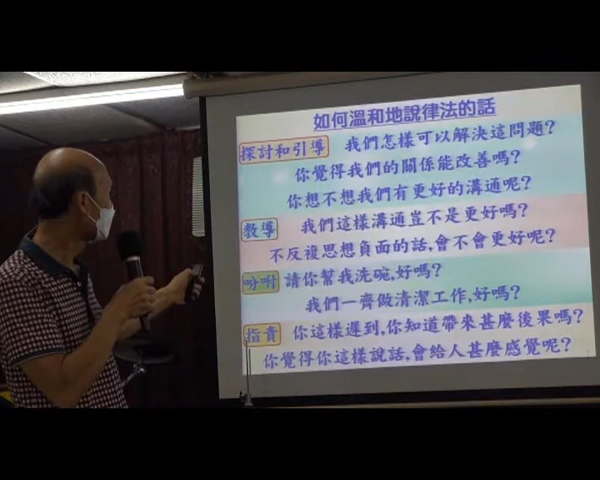 如何溫和地說律法的話
探討和引導 我們怎樣可以解決這問題?
你覺得我們的關係能改善嗎?
你想不想我們有更好的溝通呢?
教導 我們這樣溝通豈不是更好嗎?
不反複思想負面的話,會不會更好呢?
吩咐 請你幫我洗碗,好嗎?
我們一齊做清潔工作,好嗎?
指責 你這樣遲到,你知道帶來甚麼後果嗎?
你覺得你這樣說話,會給人甚麼感覺呢?